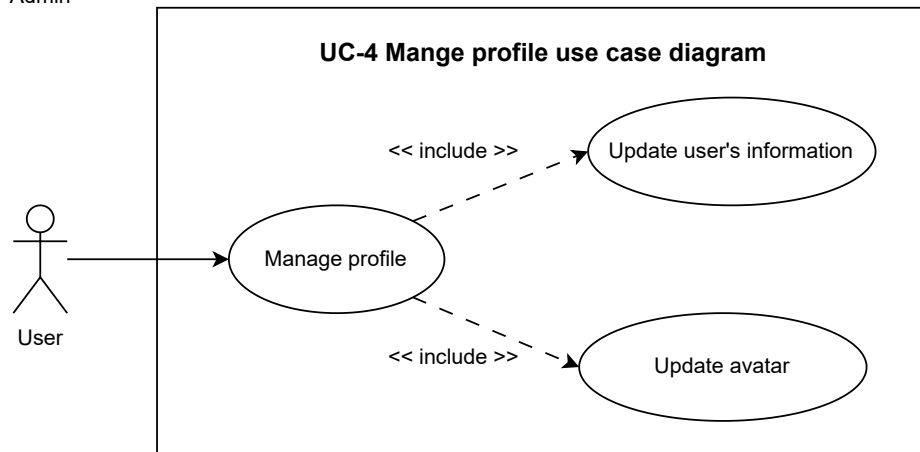 Admin
UC-4 Mange profile use case diagram
<< include >>
Update user's information
Manage profile
User
<< include >>
Update avatar